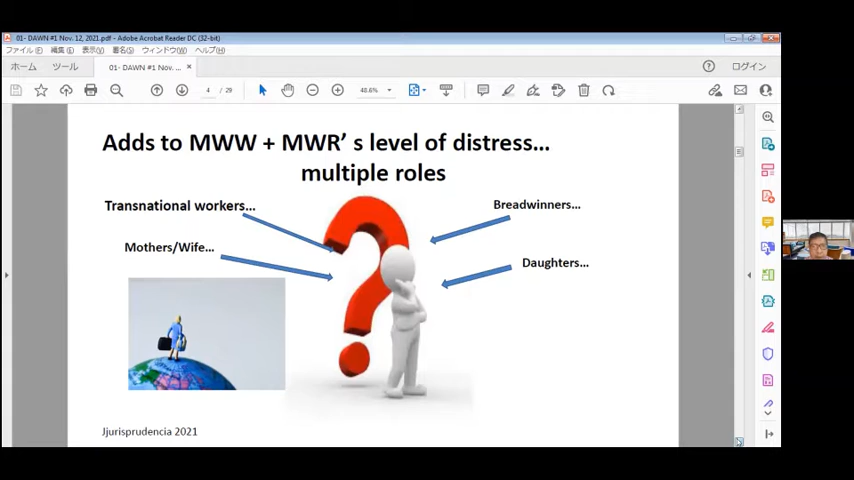 01- DAWN #1 Nov. 12, 2021.pdf - Adobe Acrobat Reader DC (32-bit)
ファイル(F) 編集(E) 表示(V) 署名(S) ウィンドウ(W) ヘルプ(H)
ホーム ツール 01- DAWN #1 Nov. ... × ログイン
4 / 29 48.6%
Adds to MWW + MWR’ s level of distress…
multiple roles
Transnational workers… Breadwinners…
Mothers/Wife… Daughters…
Jjurisprudencia 2021